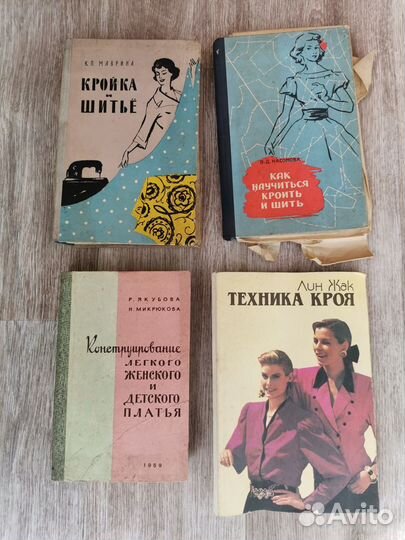 К. П. МАВРИНА
КРОЙКА
И
ШИТЬЁ
КАК
НАУЧИТЬСЯ
КРОИТЬ
И ШИТЬ
Р. ЯКУБОВА
Н. МИКРЮКОВА
Конструирование
ЛЕГКОГО
ЖЕНСКОГО
И
ДЕТСКОГО
ПЛАТЬЯ
1959
Лин Жак
ТЕХНИКА КРОЯ
Avito